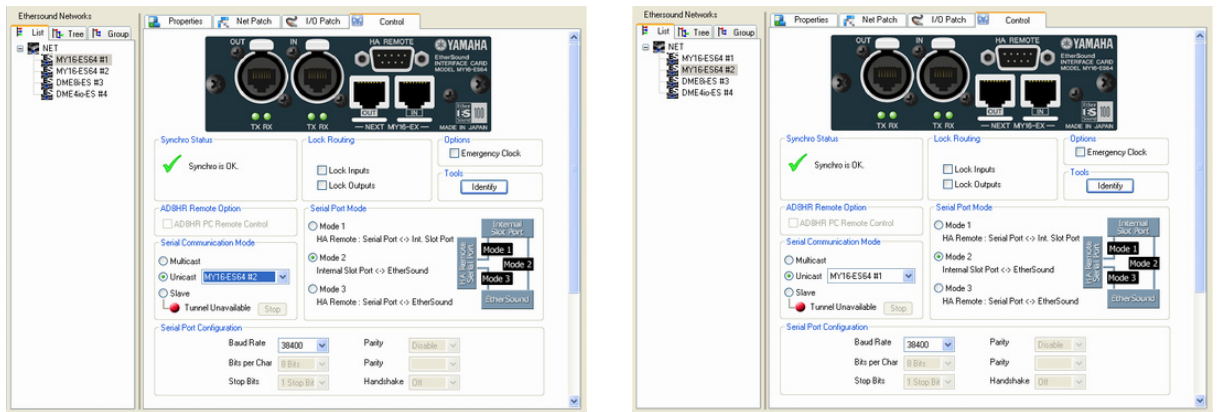 Ethersound Networks
List Tree Group
NET
MY16-ES64 #1
MY16-ES64 #2
DME8i-ES #3
DME4io-ES #4
Properties Net Patch I/O Patch Control
OUT IN HA REMOTE YAMAHA
EtherSound
INTERFACE CARD
MODEL MY16-ES64
OUT IN
TX RX TX RX NEXT MY16-EX MADE IN JAPAN
Ether
ES 100
Synchro Status Lock Routing Options
Synchro is OK. Emergency Clock
Lock Inputs Tools
Lock Outputs Identify
AD8HR Remote Option Serial Port Mode
AD8HR PC Remote Control Mode 1
HA Remote : Serial Port <-> Int. Slot Port
Serial Communication Mode
Multicast Mode 2
Unicast MY16-ES64 #2 Internal Slot Port <-> EtherSound
Slave Mode 3
Tunnel Unavailable Stop HA Remote : Serial Port <-> EtherSound
Internal
Slot Port
HA Remote
Serial Port
Mode 1
Mode 2
Mode 3
EtherSound
Serial Port Configuration
Baud Rate 38400 Parity Disable
Bits per Char 8 Bits Parity
Stop Bits 1 Stop Bit Handshake Off
Ethersound Networks
List Tree Group
NET
MY16-ES64 #1
MY16-ES64 #2
DME8i-ES #3
DME4io-ES #4
Properties Net Patch I/O Patch Control
OUT IN HA REMOTE YAMAHA
EtherSound
INTERFACE CARD
MODEL MY16-ES64
OUT IN
TX RX TX RX NEXT MY16-EX MADE IN JAPAN
Ether
ES 100
Synchro Status Lock Routing Options
Synchro is OK. Emergency Clock
Lock Inputs Tools
Lock Outputs Identify
AD8HR Remote Option Serial Port Mode
AD8HR PC Remote Control Mode 1
HA Remote : Serial Port <-> Int. Slot Port
Serial Communication Mode
Multicast Mode 2
Unicast MY16-ES64 #1 Internal Slot Port <-> EtherSound
Slave Mode 3
Tunnel Unavailable Stop HA Remote : Serial Port <-> EtherSound
Internal
Slot Port
HA Remote
Serial Port
Mode 1
Mode 2
Mode 3
EtherSound
Serial Port Configuration
Baud Rate 38400 Parity Disable
Bits per Char 8 Bits Parity
Stop Bits 1 Stop Bit Handshake Off